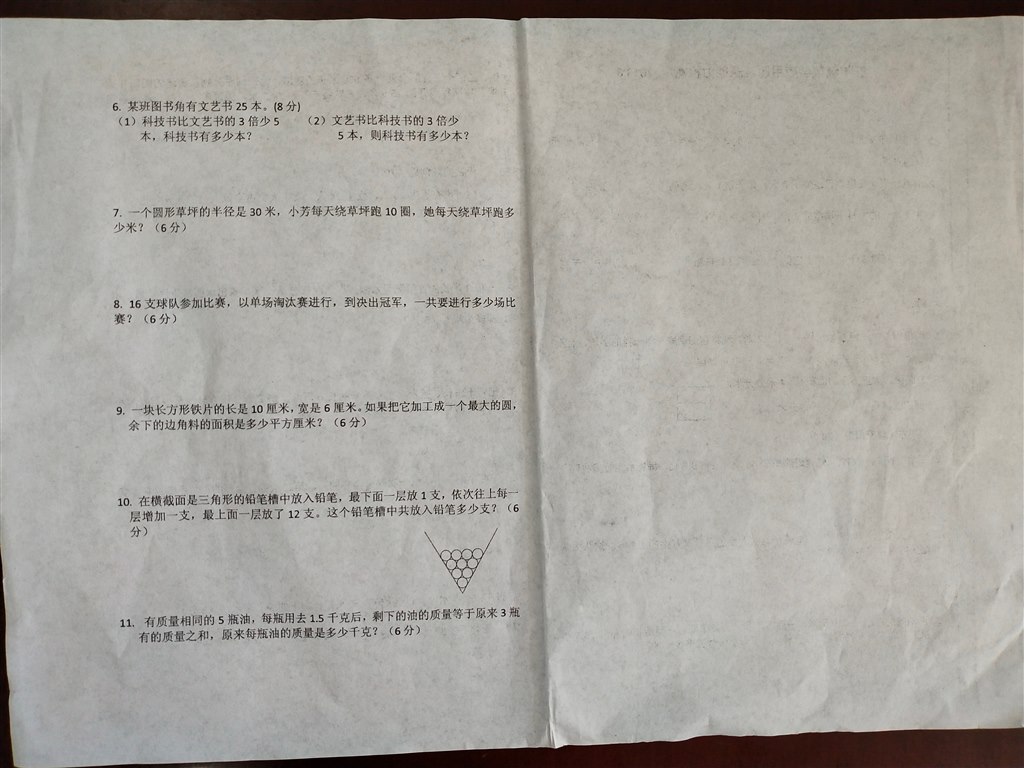 6. 某班图书角有文艺书 25 本。(8 分)
（1）科技书比文艺书的 3 倍少 5 （2）文艺书比科技书的 3 倍少
本，科技书有多少本？ 5 本，则科技书有多少本？
7. 一个圆形草坪的半径是 30 米，小芳每天绕草坪跑 10 圈，她每天绕草坪跑多
少米？（6 分）
8. 16 支球队参加比赛，以单场淘汰赛进行，到决出冠军，一共要进行多少场比
赛？（6 分）
9. 一块长方形铁片的长是 10 厘米，宽是 6 厘米。如果把它加工成一个最大的圆，
余下的边角料的面积是多少平方厘米？（6 分）
10. 在横截面是三角形的铅笔槽中放入铅笔，最下面一层放 1 支，依次往上每一
层增加一支，最上面一层放了 12 支。这个铅笔槽中共放入铅笔多少支？（6
分）
11. 有质量相同的 5 瓶油，每瓶用去 1.5 千克后，剩下的油的质量等于原来 3 瓶
有的质量之和，原来每瓶油的质量是多少千克？（6 分）